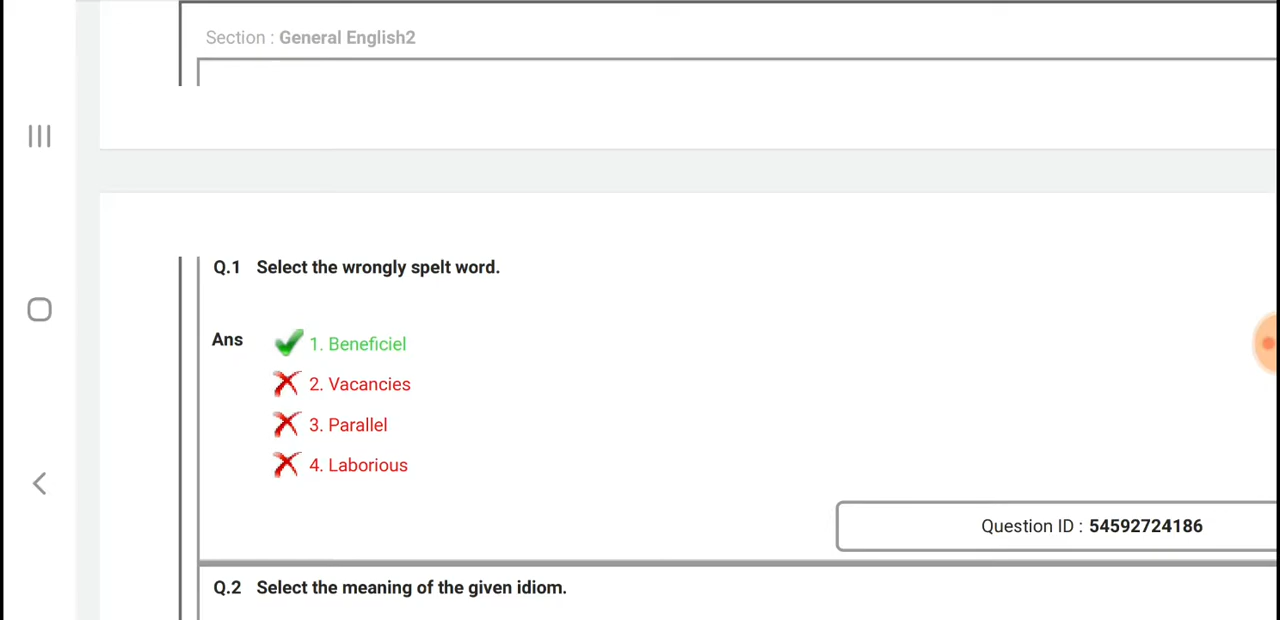 Section : General English2
Q.1 Select the wrongly spelt word.
Ans 1. Beneficiel
2. Vacancies
3. Parallel
4. Laborious
Question ID : 54592724186
Q.2 Select the meaning of the given idiom.